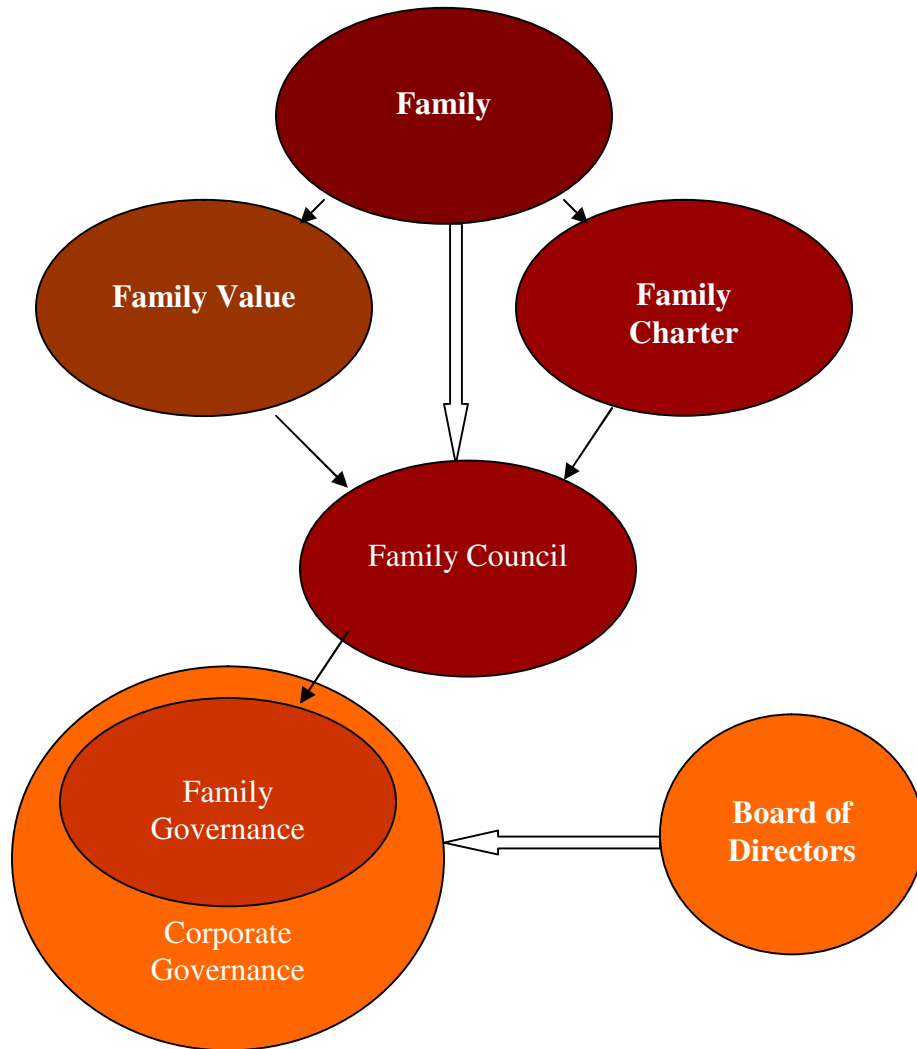 Family
Family Value
Family
Charter
Family Council
Family
Governance
Board of
Directors
Corporate
Governance